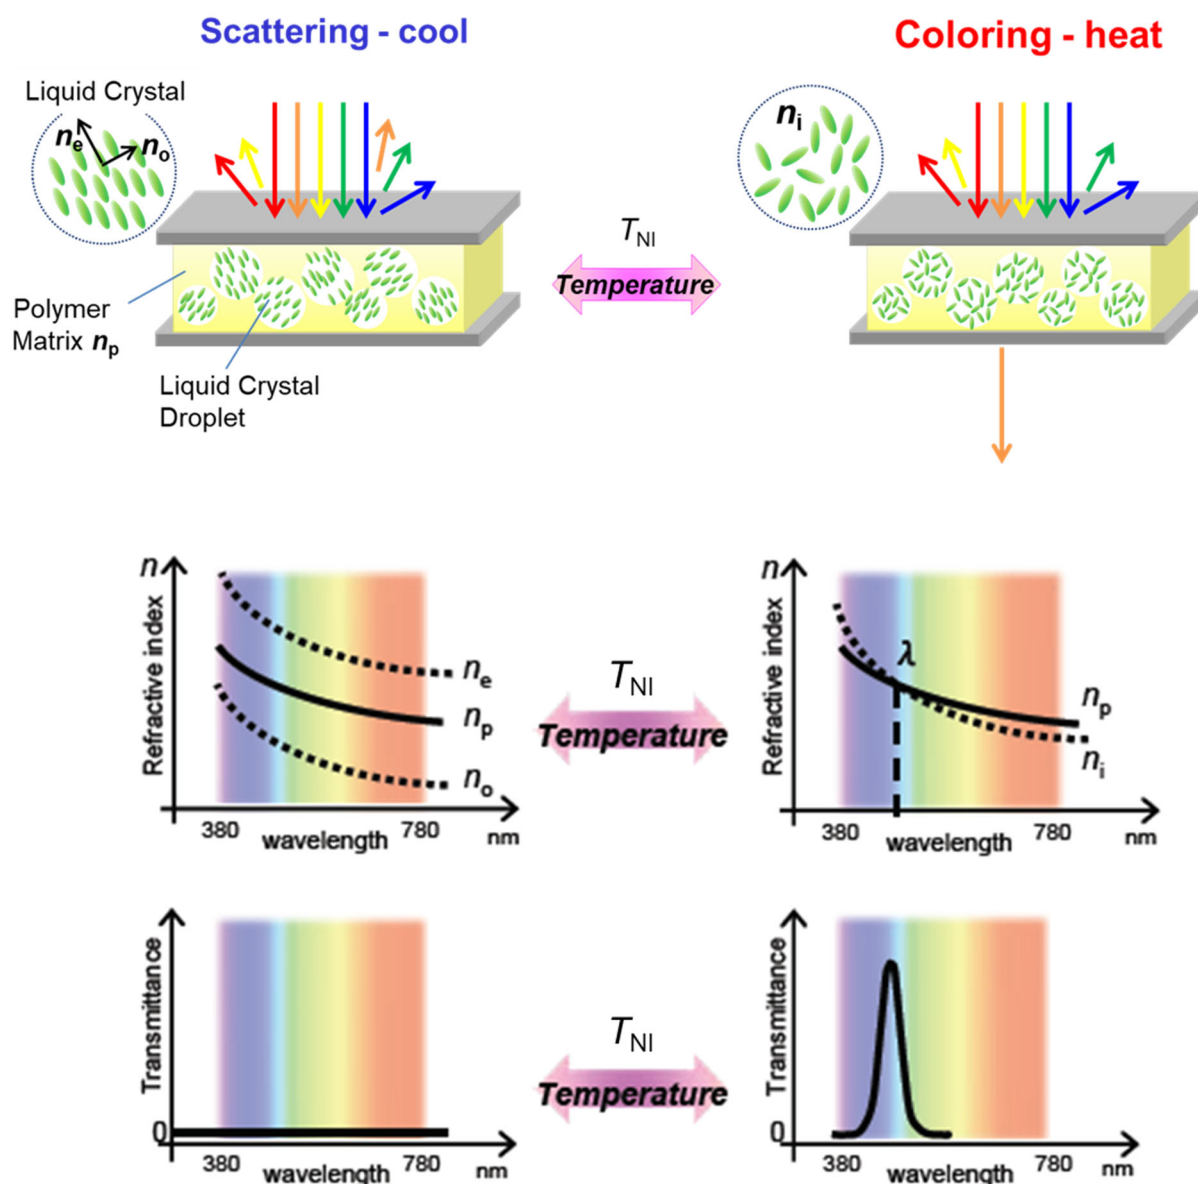 Scattering - cool
Coloring - heat
Liquid Crystal
ne
no
ni
TNI
Temperature
Polymer
Matrix np
Liquid Crystal
Droplet
n
Refractive index
ne
np
no
380
780
wavelength
nm
TNI
Temperature
n
Refractive index
λ
np
ni
380
780
wavelength
nm
Transmittance
0
380
780
wavelength
nm
TNI
Temperature
Transmittance
0
380
780
wavelength
nm